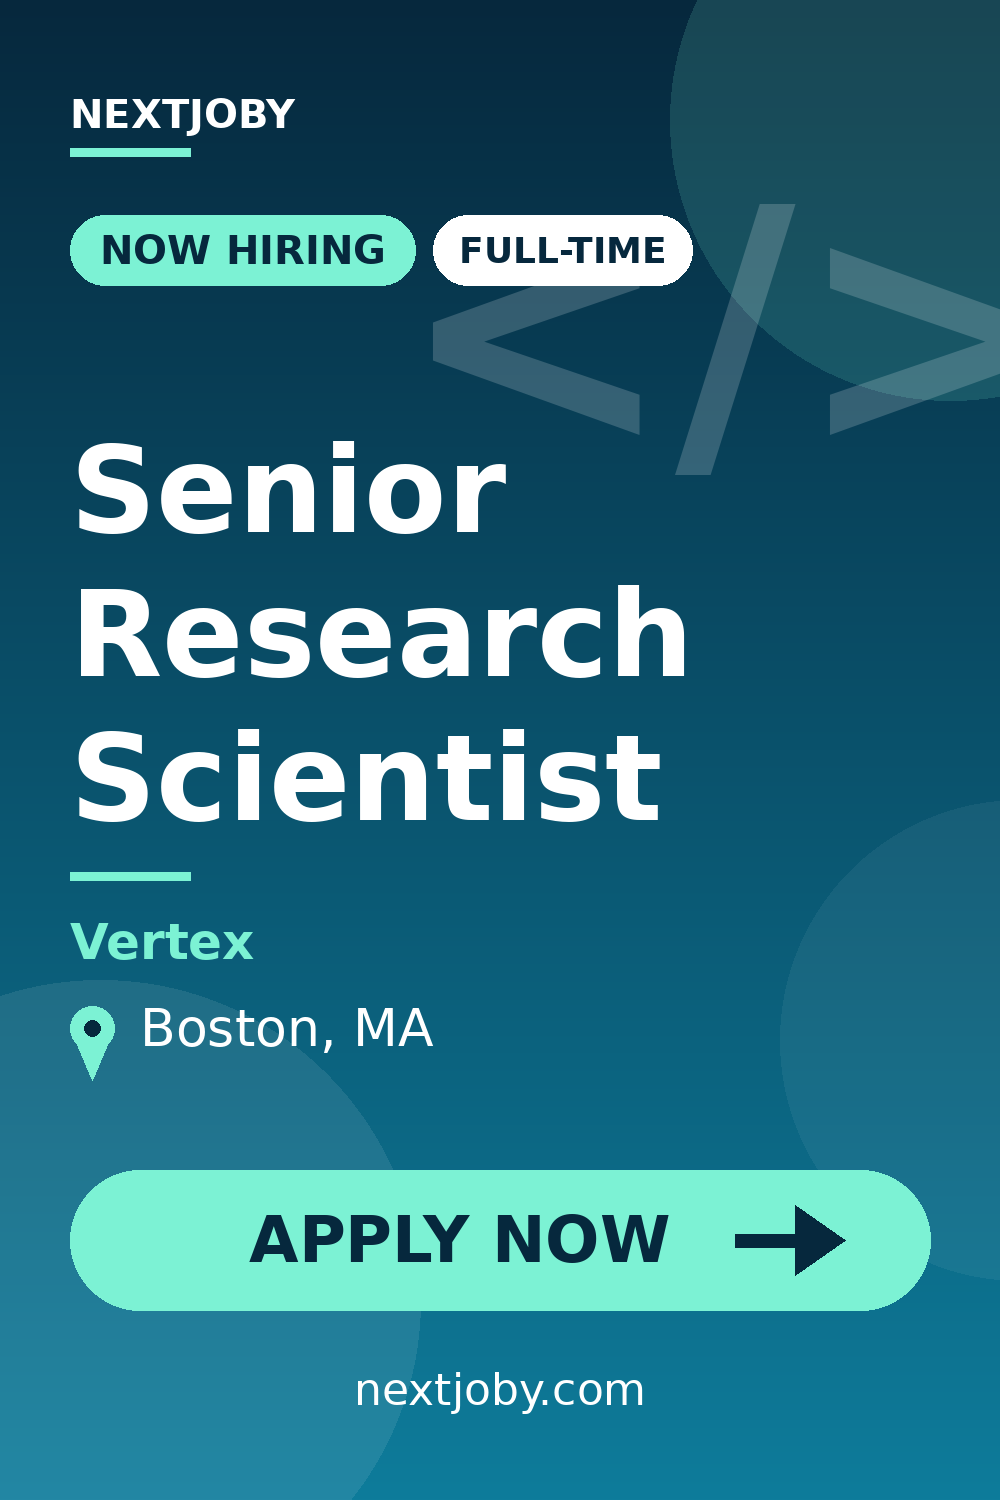 NEXTJOBY
NOW HIRING
FULL-TIME
</>
Senior
Research
Scientist
Vertex
Boston, MA
APPLY NOW
nextjoby.com